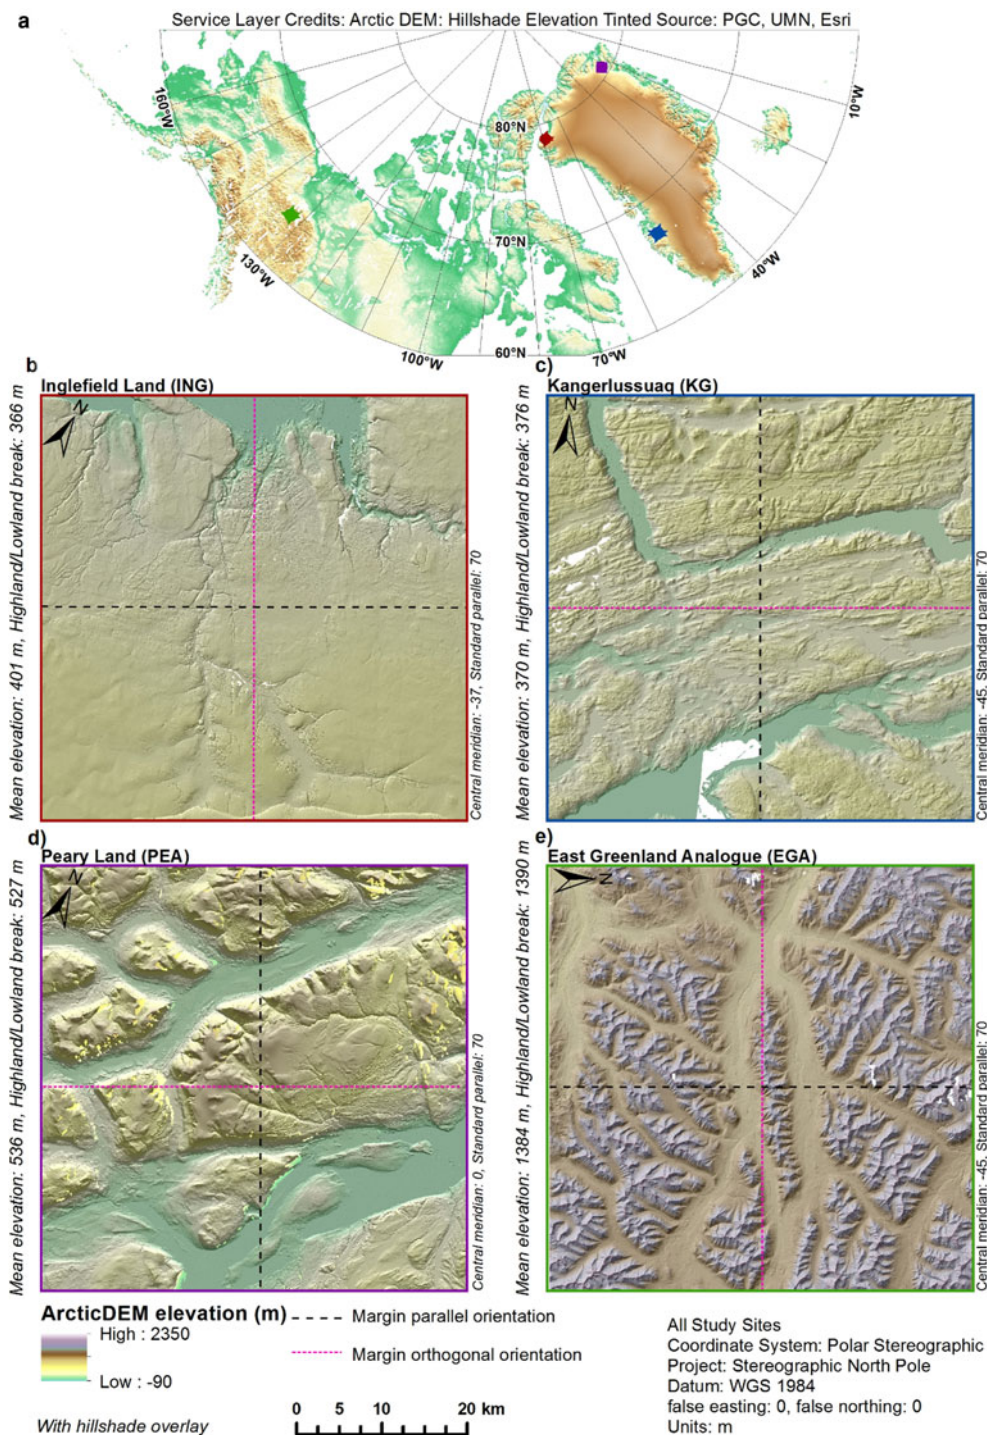 a
Service Layer Credits: Arctic DEM: Hillshade Elevation Tinted Source: PGC, UMN, Esri
160°W
10°W
80°N
130°W
70°N
40°W
100°W
60°N
70°W
b
Inglefield Land (ING)
Mean elevation: 401 m, Highland/Lowland break: 366 m
N
Central meridian: -37, Standard parallel: 70
c)
Kangerlussuaq (KG)
Mean elevation: 370 m, Highland/Lowland break: 376 m
N
Central meridian: -45, Standard parallel: 70
d)
Peary Land (PEA)
Mean elevation: 536 m, Highland/Lowland break: 527 m
N
Central meridian: 0, Standard parallel: 70
e)
East Greenland Analogue (EGA)
Mean elevation: 1384 m, Highland/Lowland break: 1390 m
N
Central meridian: -45, Standard parallel: 70
ArcticDEM elevation (m)
High : 2350
Low : -90
With hillshade overlay
Margin parallel orientation
Margin orthogonal orientation
0 5 10 20 km
All Study Sites
Coordinate System: Polar Stereographic
Project: Stereographic North Pole
Datum: WGS 1984
false easting: 0, false northing: 0
Units: m